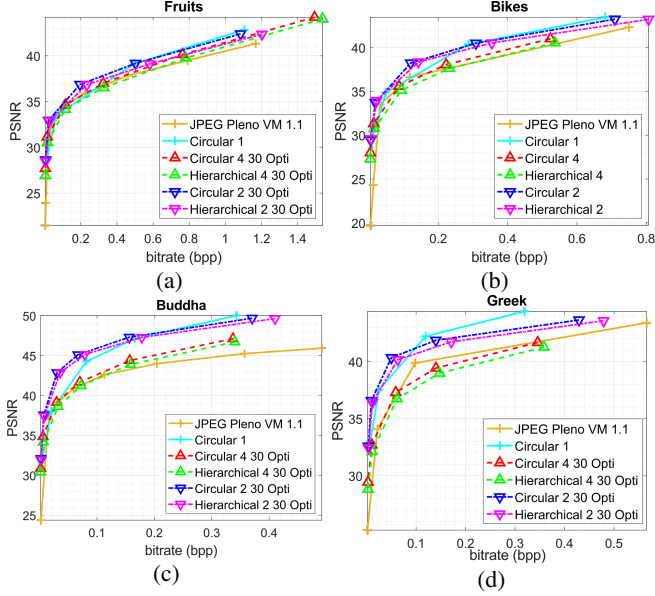 Fruits
PSNR
40
35
30
25
0.2 0.4 0.6 0.8 1 1.2 1.4
bitrate (bpp)
JPEG Pleno VM 1.1
Circular 1
Circular 4 30 Opti
Hierarchical 4 30 Opti
Circular 2 30 Opti
Hierarchical 2 30 Opti
(a)
Bikes
PSNR
40
35
30
25
20
0.2 0.4 0.6 0.8
bitrate (bpp)
JPEG Pleno VM 1.1
Circular 1
Circular 4
Hierarchical 4
Circular 2
Hierarchical 2
(b)
Buddha
PSNR
50
45
40
35
30
25
0.1 0.2 0.3 0.4
bitrate (bpp)
JPEG Pleno VM 1.1
Circular 1
Circular 4 30 Opti
Hierarchical 4 30 Opti
Circular 2 30 Opti
Hierarchical 2 30 Opti
(c)
Greek
PSNR
40
35
30
0.1 0.2 0.3 0.4 0.5
bitrate (bpp)
JPEG Pleno VM 1.1
Circular 1
Circular 4 30 Opti
Hierarchical 4 30 Opti
Circular 2 30 Opti
Hierarchical 2 30 Opti
(d)